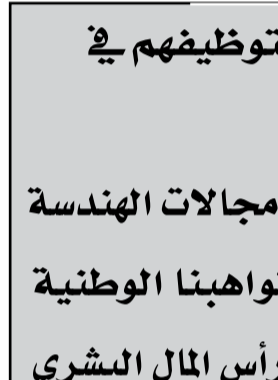 توظيفهم في
مجالات الهندسة
مواهبنا الوطنية
رأس المال البشري